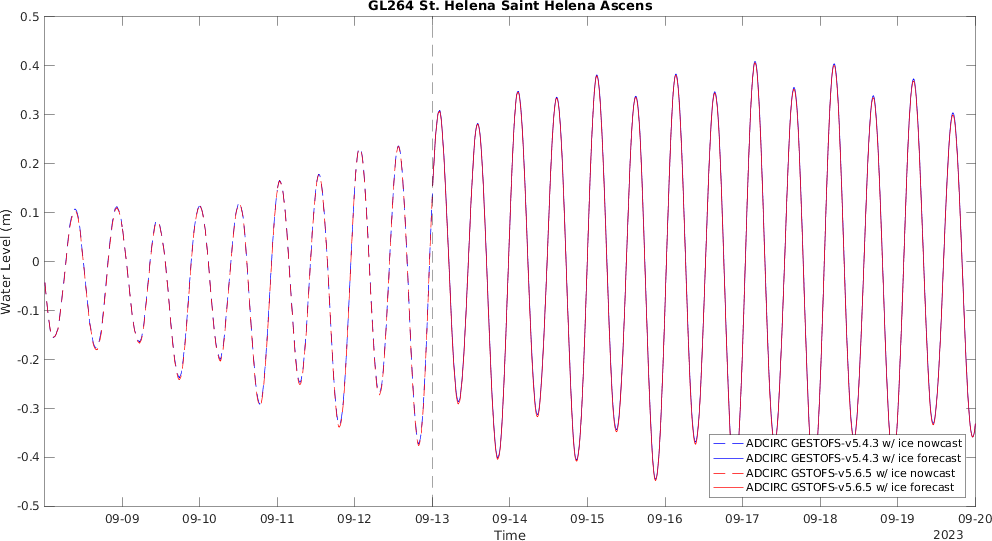 GL264 St. Helena Saint Helena Ascens
0.5
0.4
0.3
0.2
0.1
0
-0.1
-0.2
-0.3
-0.4
-0.5
Water Level (m)
ADCIRC GESTOFS-v5.4.3 w/ ice nowcast
ADCIRC GESTOFS-v5.4.3 w/ ice forecast
ADCIRC GSTOFS-v5.6.5 w/ ice nowcast
ADCIRC GSTOFS-v5.6.5 w/ ice forecast
09-09 09-10 09-11 09-12 09-13 09-14 09-15 09-16 09-17 09-18 09-19 09-20
Time
2023